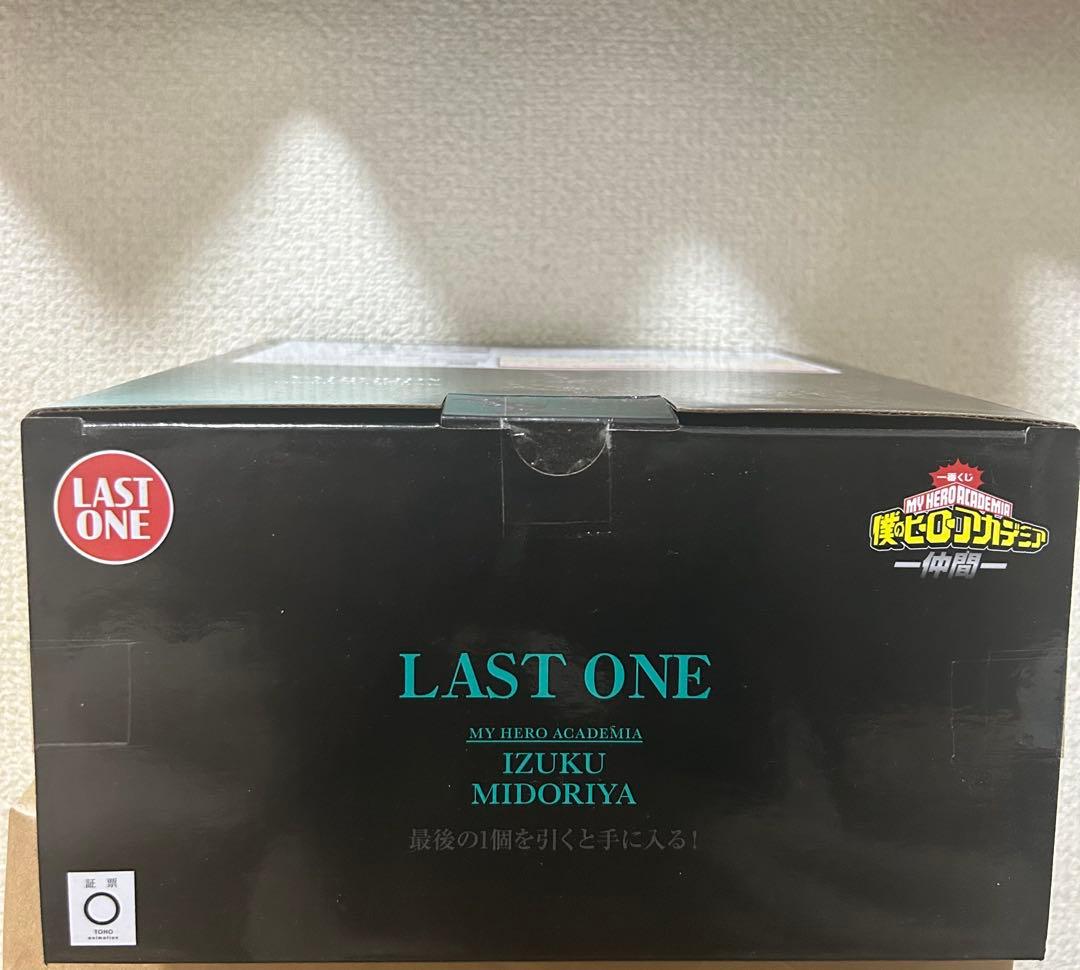 LAST
ONE
一番くじ
MY HERO ACADEMIA
僕のヒーローアカデミア
仲間
LAST ONE
MY HERO ACADEMIA
IZUKU
MIDORIYA
最後の1個を引くと手に入る!
証票
TOHO
animation